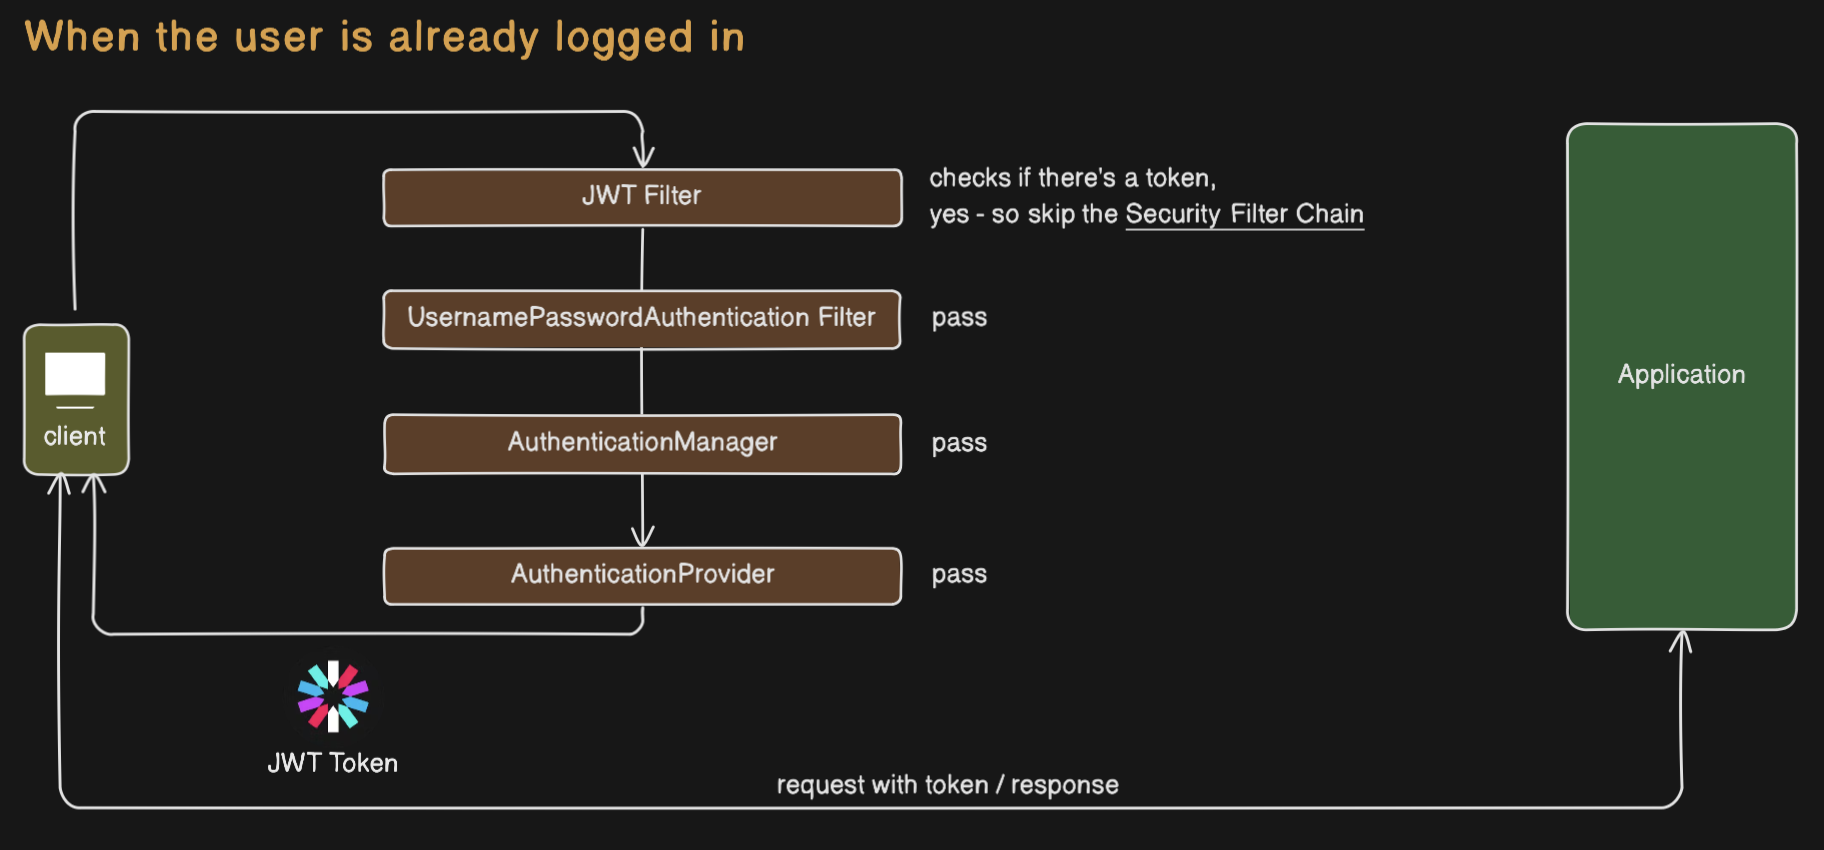 When the user is already logged in
JWT Filter
checks if there's a token,
yes - so skip the Security Filter Chain
UsernamePasswordAuthentication Filter
pass
Application
client
AuthenticationManager
pass
AuthenticationProvider
pass
JWT Token
request with token / response